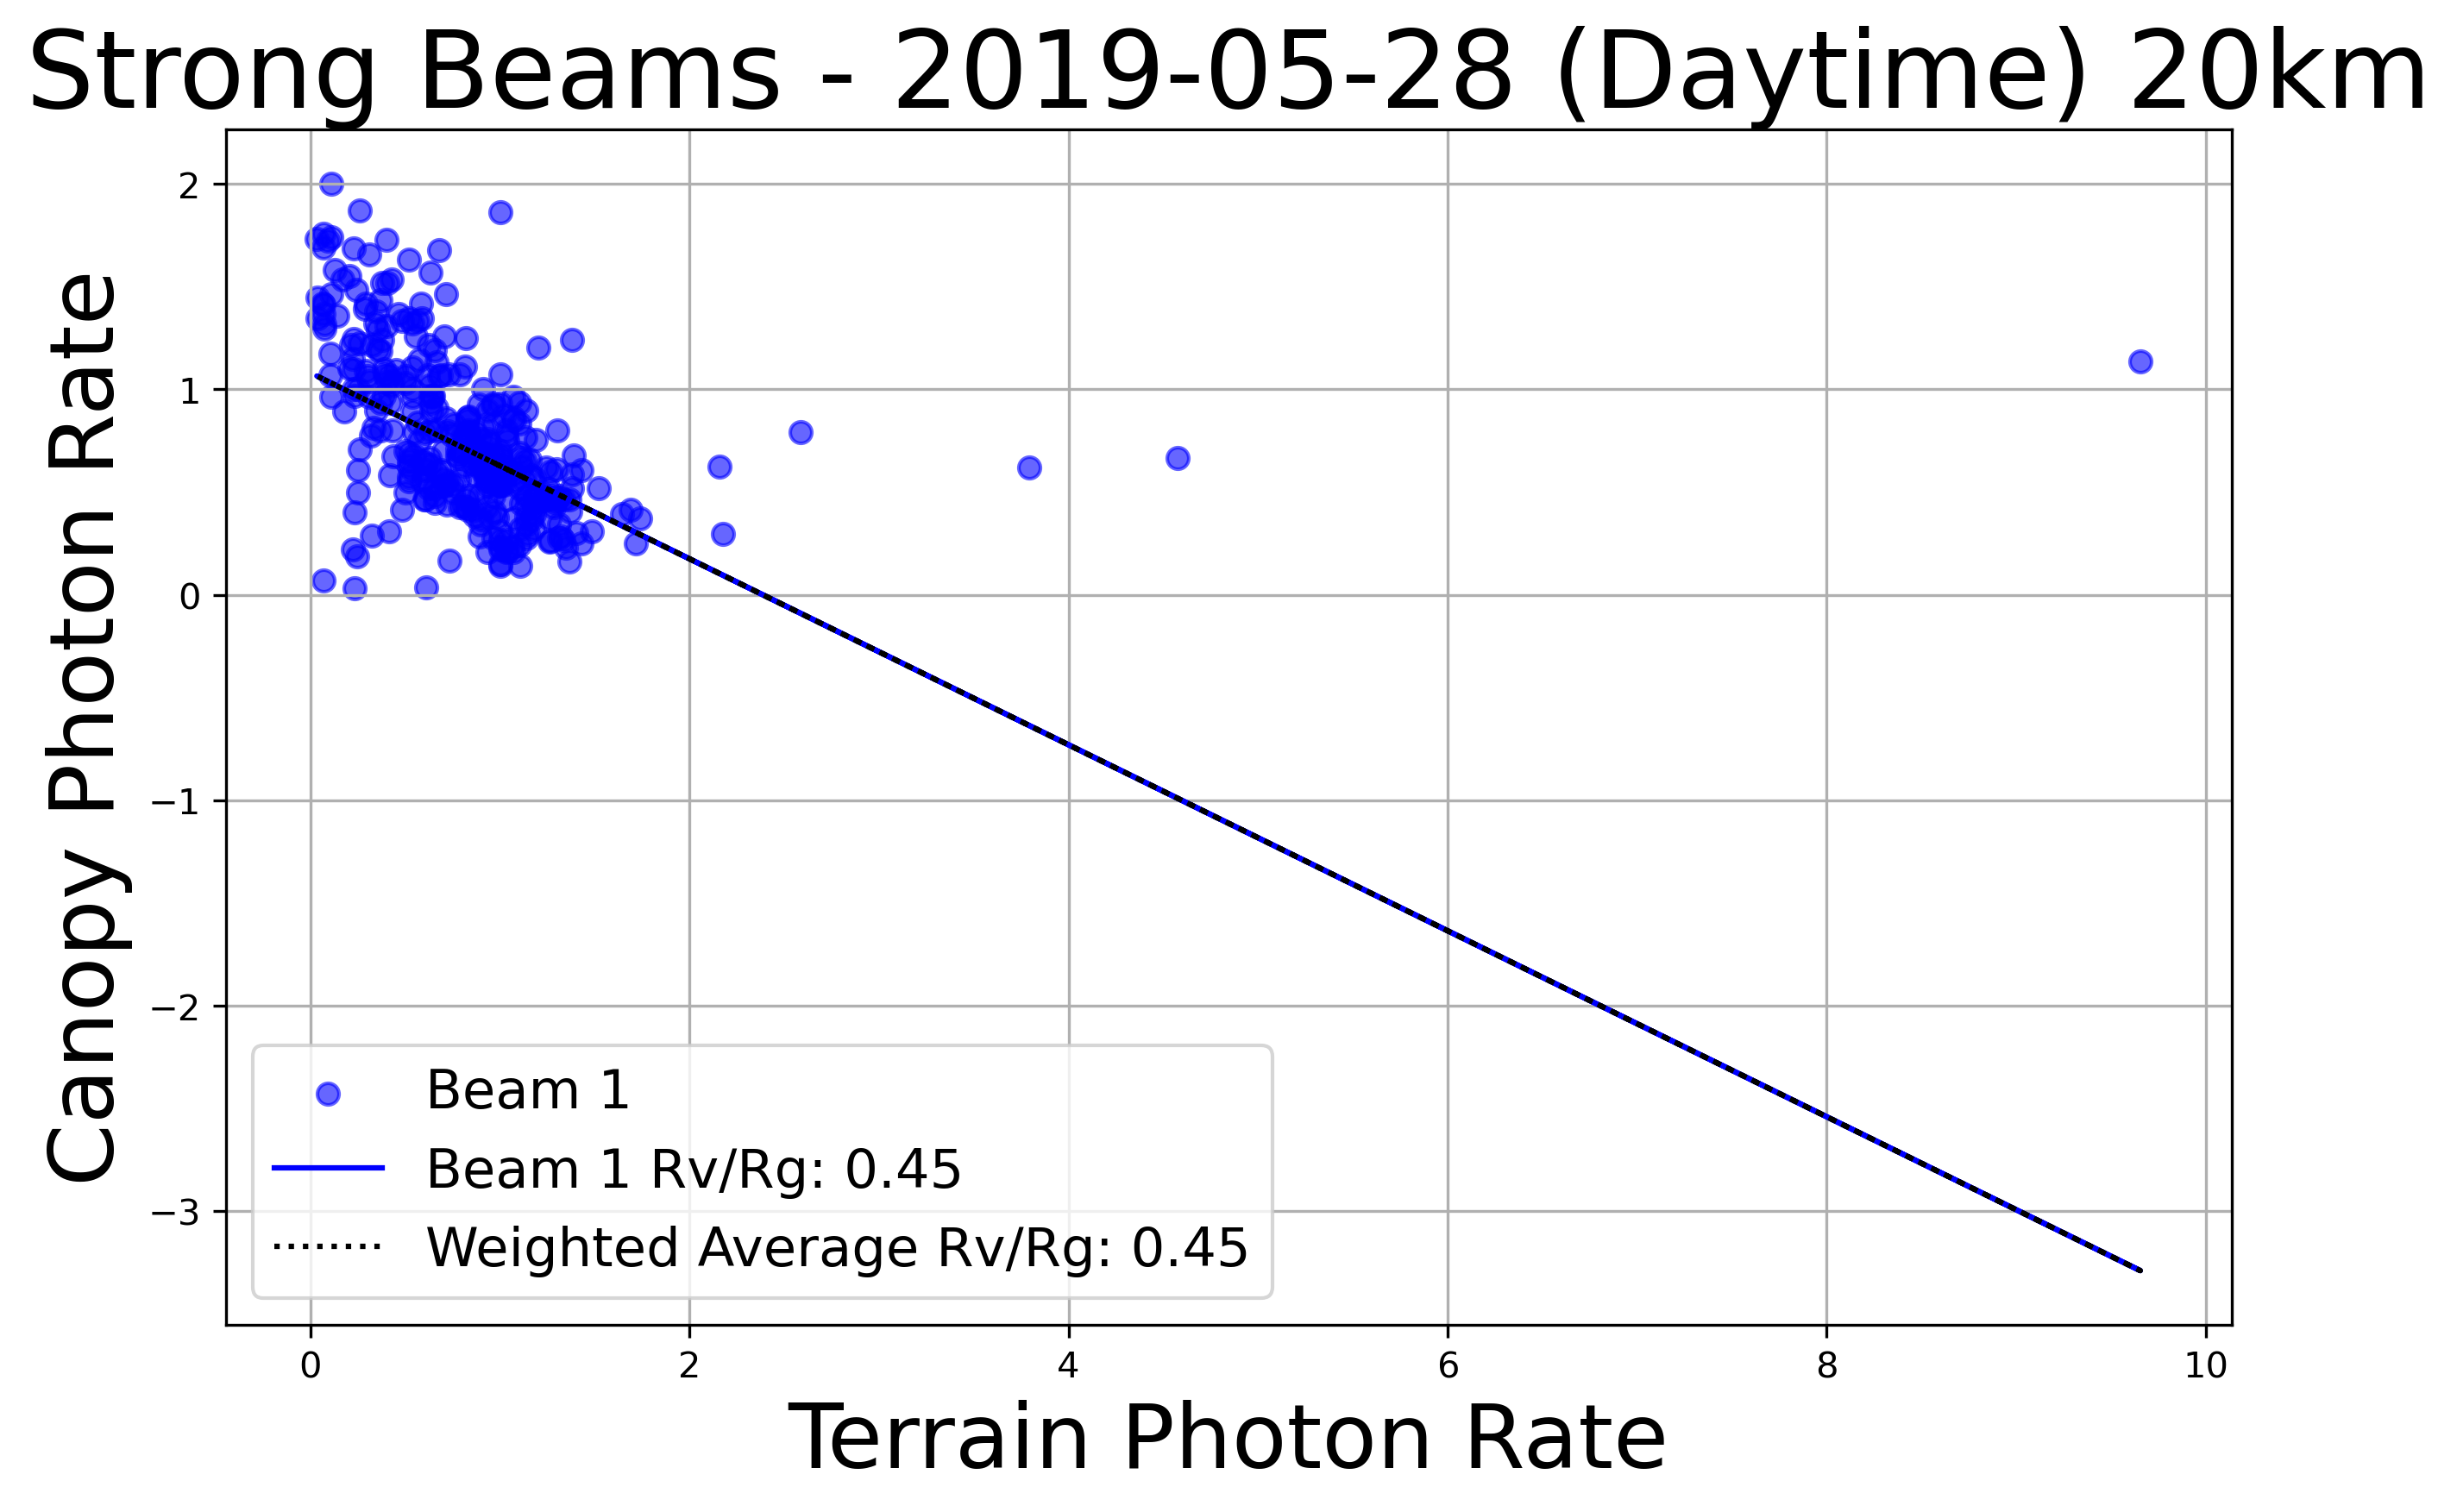 Strong Beams - 2019-05-28 (Daytime) 20km
Canopy Photon Rate
2
1
0
−1
−2
−3
Beam 1
Beam 1 Rv/Rg: 0.45
Weighted Average Rv/Rg: 0.45
0 2 4 6 8 10
Terrain Photon Rate